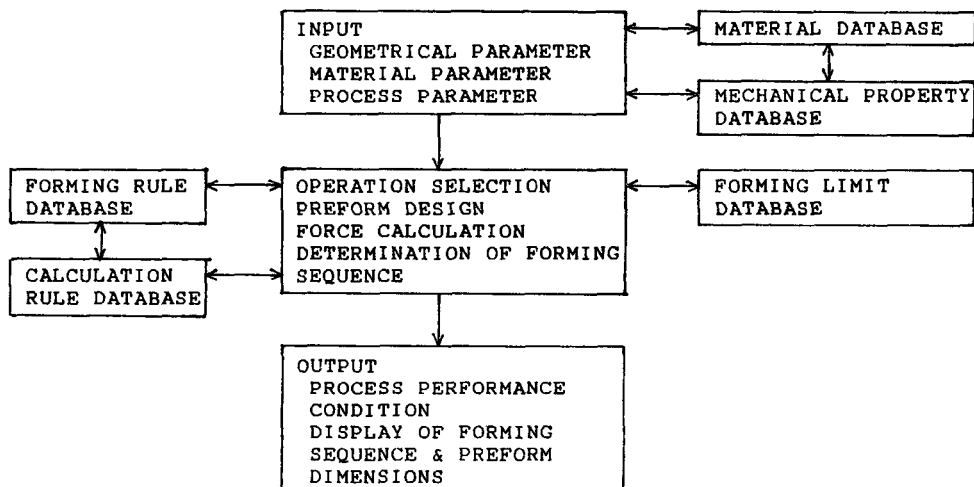 INPUT
GEOMETRICAL PARAMETER
MATERIAL PARAMETER
PROCESS PARAMETER
MATERIAL DATABASE
MECHANICAL PROPERTY
DATABASE
FORMING RULE
DATABASE
CALCULATION
RULE DATABASE
OPERATION SELECTION
PREFORM DESIGN
FORCE CALCULATION
DETERMINATION OF FORMING
SEQUENCE
FORMING LIMIT
DATABASE
OUTPUT
PROCESS PERFORMANCE
CONDITION
DISPLAY OF FORMING
SEQUENCE & PREFORM
DIMENSIONS